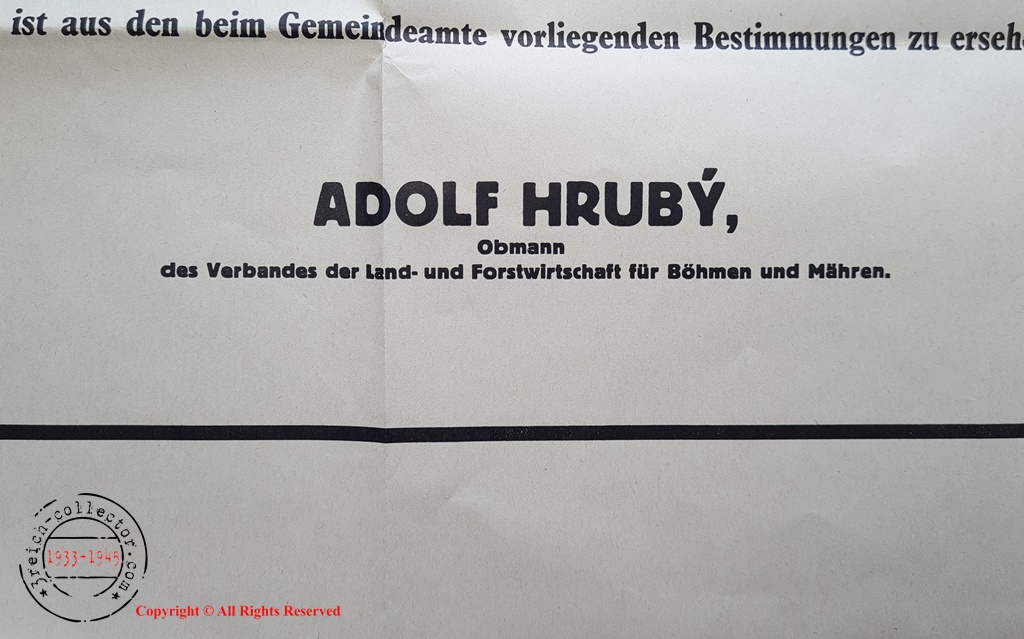 ist aus den beim Gemeindeamte vorliegenden Bestimmungen zu erseh
ADOLF HRUBÝ,
Obmann
des Verbandes der Land- und Forstwirtschaft für Böhmen und Mähren.
3reich-collector.com
1933-1945
Copyright © All Rights Reserved